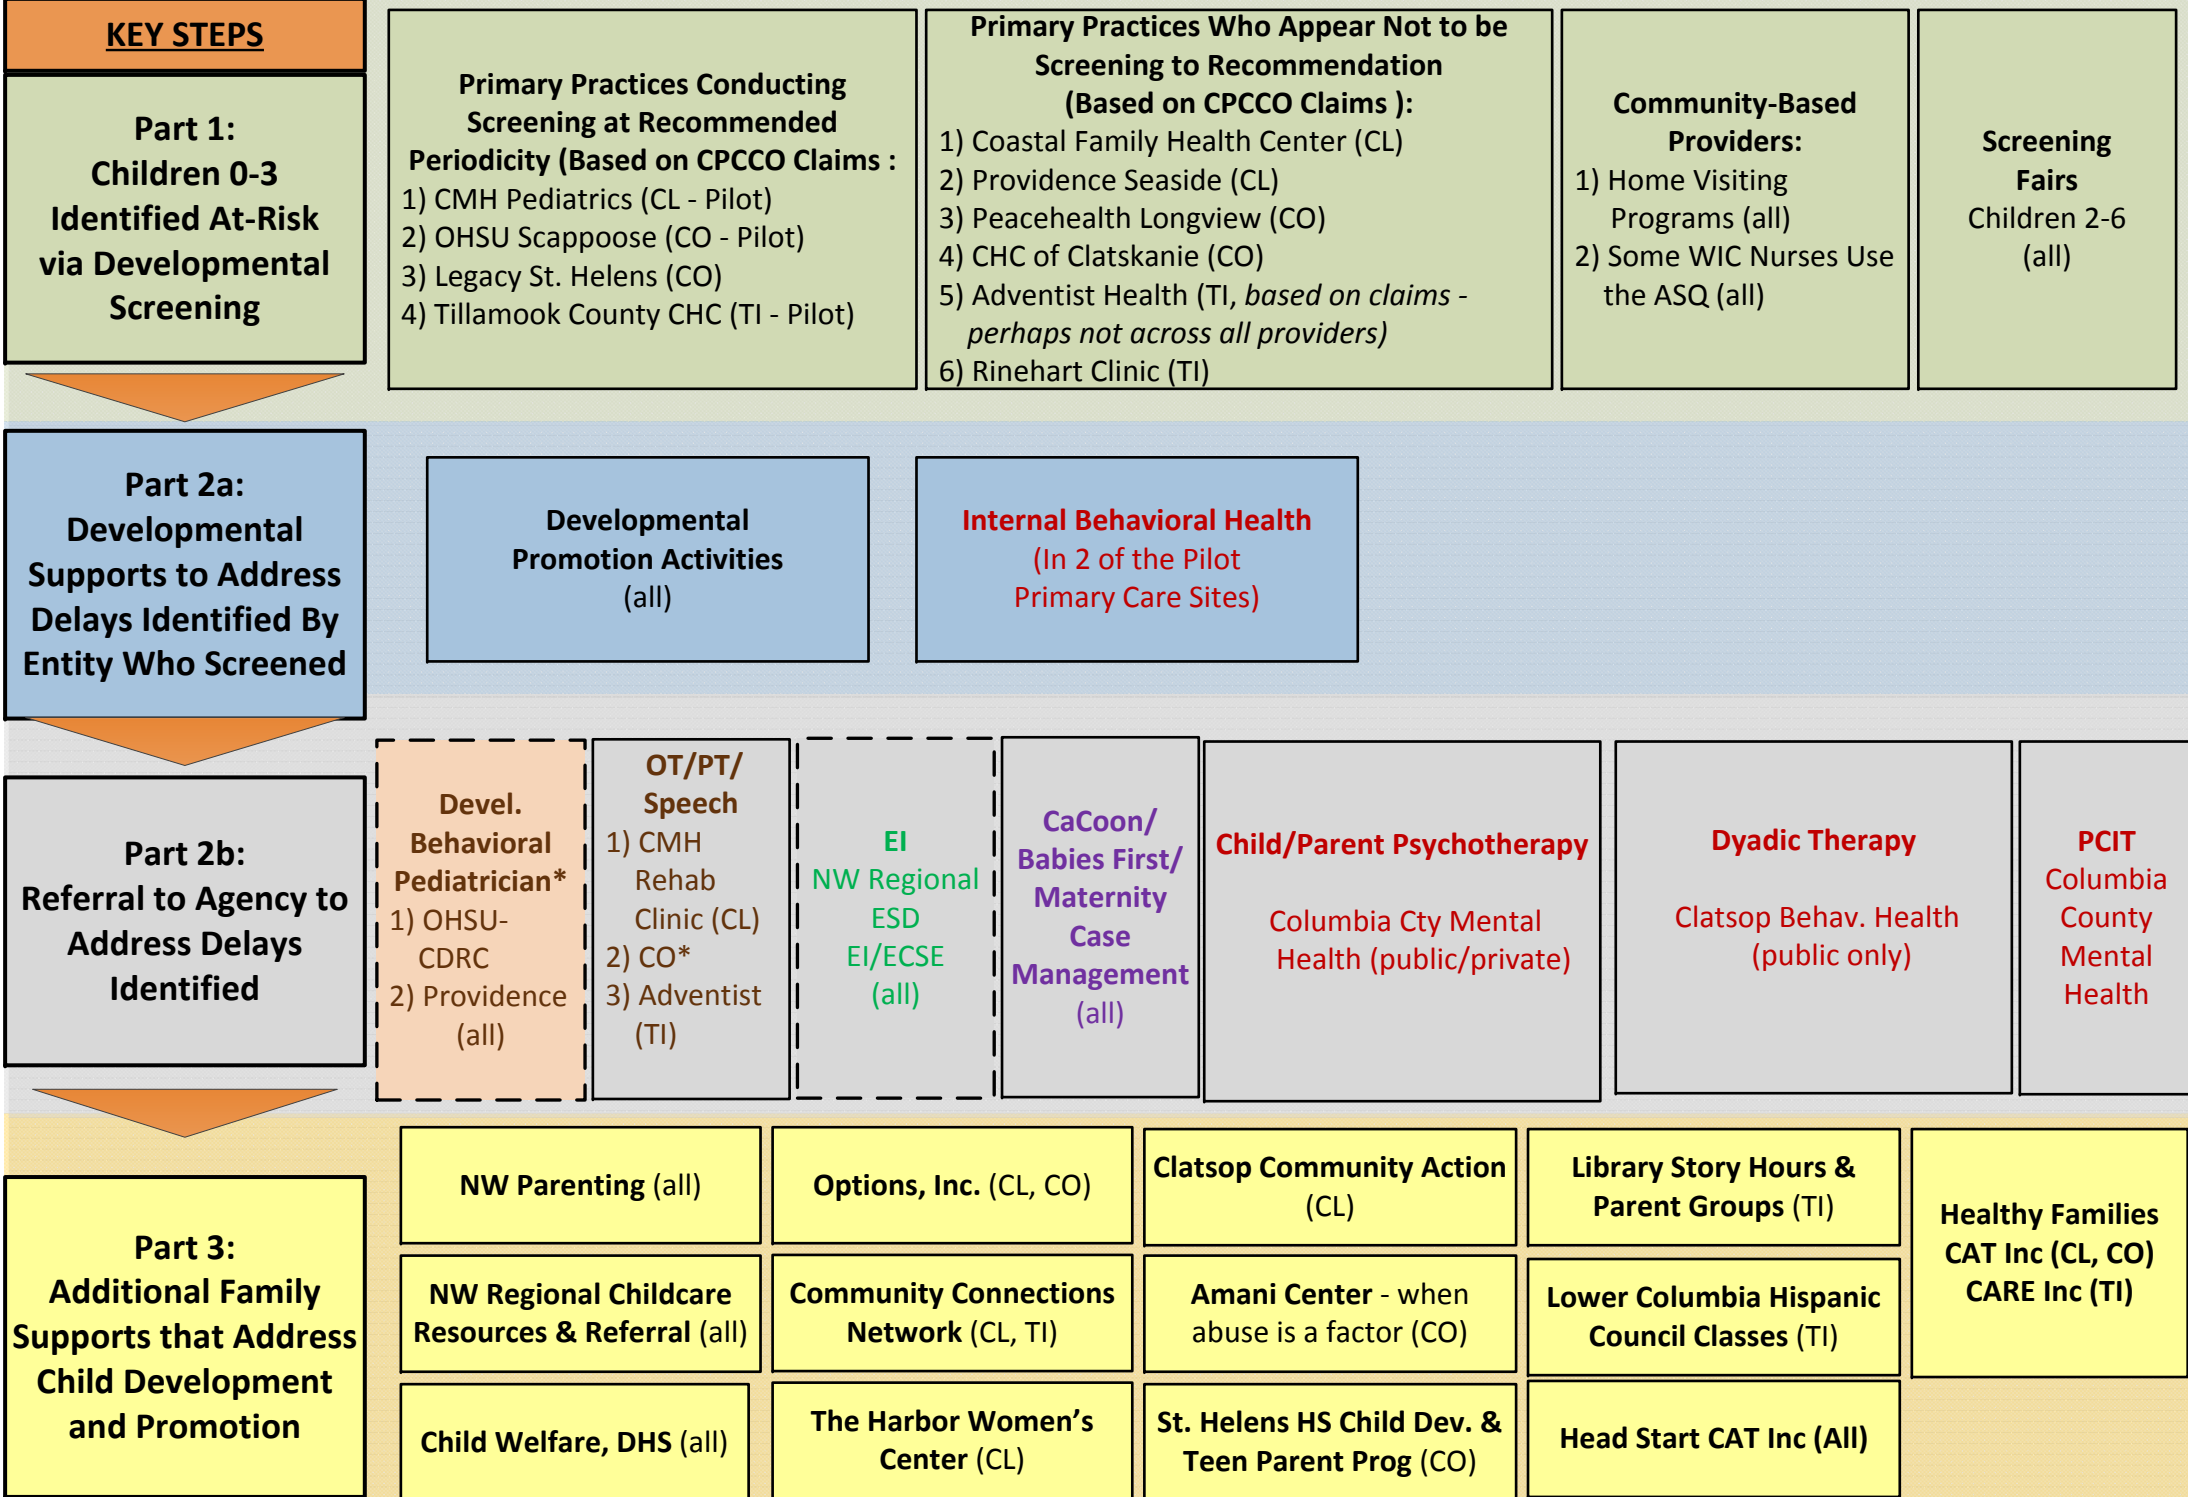 KEY STEPS
Part 1:
Children 0-3
Identified At-Risk
via Developmental
Screening
Primary Practices Conducting
Screening at Recommended
Periodicity (Based on CPCCO Claims :
1) CMH Pediatrics (CL - Pilot)
2) OHSU Scappoose (CO - Pilot)
3) Legacy St. Helens (CO)
4) Tillamook County CHC (TI - Pilot)
Primary Practices Who Appear Not to be
Screening to Recommendation
(Based on CPCCO Claims ):
1) Coastal Family Health Center (CL)
2) Providence Seaside (CL)
3) Peacehealth Longview (CO)
4) CHC of Clatskanie (CO)
5) Adventist Health (TI, based on claims -
perhaps not across all providers)
6) Rinehart Clinic (TI)
Community-Based
Providers:
1) Home Visiting
Programs (all)
2) Some WIC Nurses Use
the ASQ (all)
Screening
Fairs
Children 2-6
(all)
Part 2a:
Developmental
Supports to Address
Delays Identified By
Entity Who Screened
Developmental
Promotion Activities
(all)
Internal Behavioral Health
(In 2 of the Pilot
Primary Care Sites)
Part 2b:
Referral to Agency to
Address Delays
Identified
Devel.
Behavioral
Pediatrician*
1) OHSU-
CDRC
2) Providence
(all)
OT/PT/
Speech
1) CMH
Rehab
Clinic (CL)
2) CO*
3) Adventist
(TI)
EI
NW Regional
ESD
EI/ECSE
(all)
CaCoon/
Babies First/
Maternity
Case
Management
(all)
Child/Parent Psychotherapy
Columbia Cty Mental
Health (public/private)
Dyadic Therapy
Clatsop Behav. Health
(public only)
PCIT
Columbia
County
Mental
Health
Part 3:
Additional Family
Supports that Address
Child Development
and Promotion
NW Parenting (all)
Options, Inc. (CL, CO)
Clatsop Community Action
(CL)
Library Story Hours &
Parent Groups (TI)
Healthy Families
CAT Inc (CL, CO)
CARE Inc (TI)
NW Regional Childcare
Resources & Referral (all)
Community Connections
Network (CL, TI)
Amani Center - when
abuse is a factor (CO)
Lower Columbia Hispanic
Council Classes (TI)
Child Welfare, DHS (all)
The Harbor Women’s
Center (CL)
St. Helens HS Child Dev. &
Teen Parent Prog (CO)
Head Start CAT Inc (All)